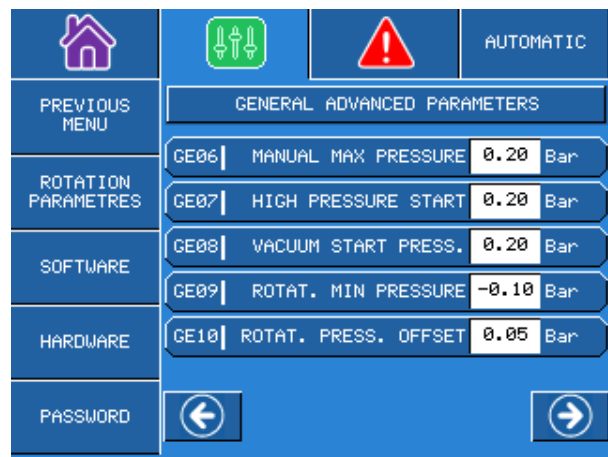 AUTOMATIC
PREVIOUS
MENU
GENERAL ADVANCED PARAMETERS
GE06 MANUAL MAX PRESSURE 0.20 Bar
ROTATION
PARAMETRES
GE07 HIGH PRESSURE START 0.20 Bar
GE08 VACUUM START PRESS. 0.20 Bar
SOFTWARE
GE09 ROTAT. MIN PRESSURE -0.10 Bar
HARDWARE
GE10 ROTAT. PRESS. OFFSET 0.05 Bar
PASSWORD